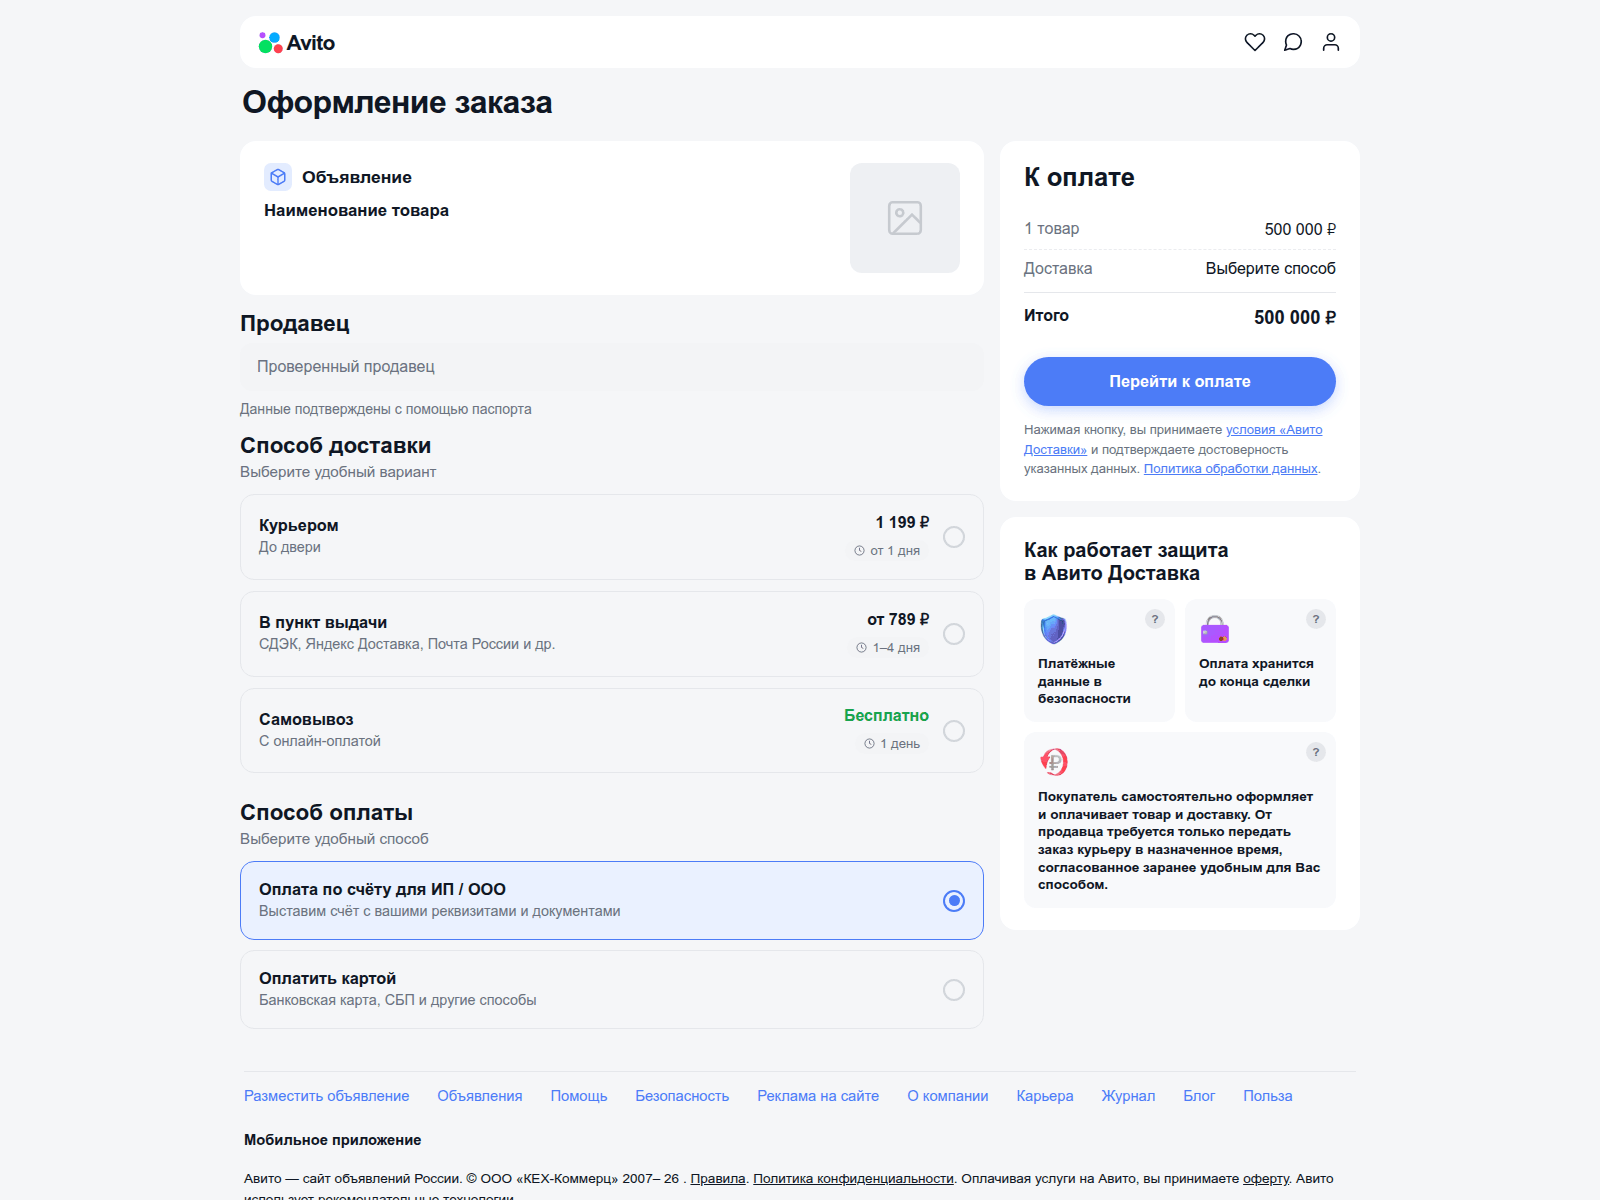 Avito
Оформление заказа
Объявление
Наименование товара
Продавец
Проверенный продавец
Данные подтверждены с помощью паспорта
Способ доставки
Выберите удобный вариант
Курьером
До двери
1 199 ₽
от 1 дня
В пункт выдачи
СДЭК, Яндекс Доставка, Почта России и др.
от 789 ₽
1–4 дня
Самовывоз
С онлайн-оплатой
Бесплатно
1 день
Способ оплаты
Выберите удобный способ
Оплата по счёту для ИП / ООО
Выставим счёт с вашими реквизитами и документами
Оплатить картой
Банковская карта, СБП и другие способы
К оплате
1 товар 500 000 ₽
Доставка Выберите способ
Итого 500 000 ₽
Перейти к оплате
Нажимая кнопку, вы принимаете условия «Авито
Доставки» и подтверждаете достоверность
указанных данных. Политика обработки данных.
Как работает защита
в Авито Доставка
?
Платёжные
данные в
безопасности
?
Оплата хранится
до конца сделки
?
₽
Покупатель самостоятельно оформляет
и оплачивает товар и доставку. От
продавца требуется только передать
заказ курьеру в назначенное время,
согласованное заранее удобным для Вас
способом.
Разместить объявление Объявления Помощь Безопасность Реклама на сайте О компании Карьера Журнал Блог Польза
Мобильное приложение
Авито — сайт объявлений России. © ООО «КЕХ-Коммерц» 2007– 26 . Правила. Политика конфиденциальности. Оплачивая услуги на Авито, вы принимаете оферту. Авито
использует рекомендательные технологии.